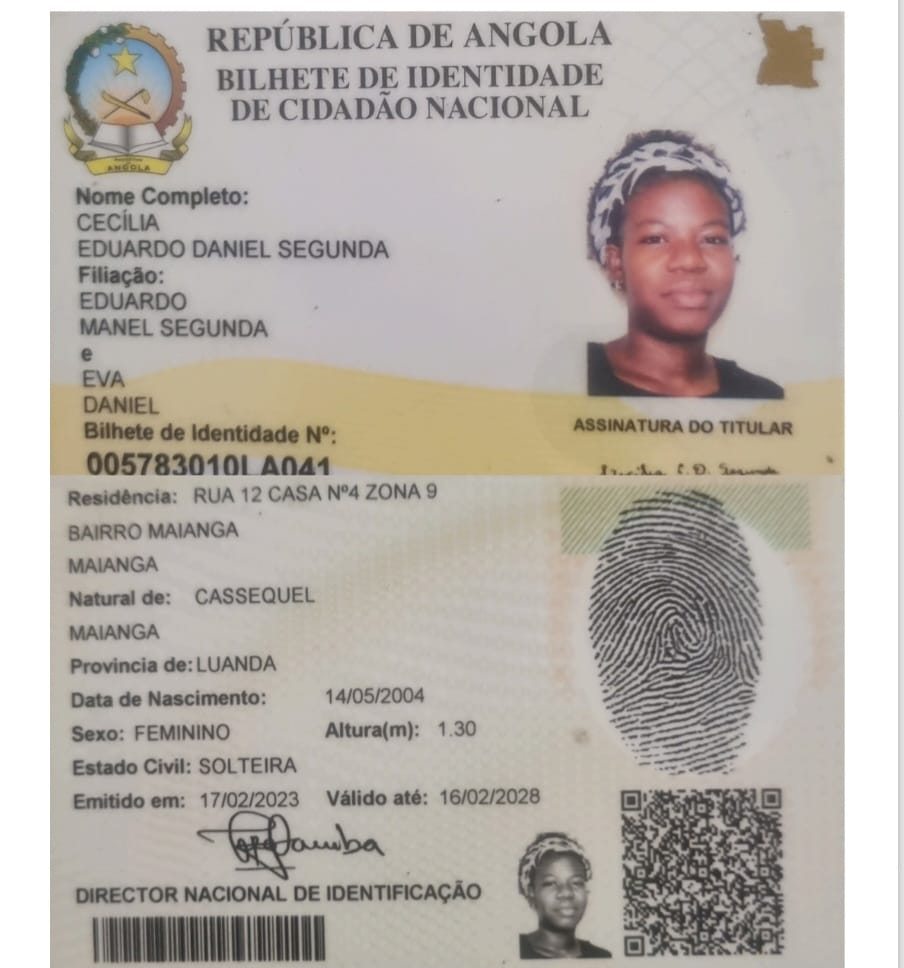 REPÚBLICA DE ANGOLA
BILHETE DE IDENTIDADE
DE CIDADÃO NACIONAL
ANGOLA
Nome Completo:
CECÍLIA
EDUARDO DANIEL SEGUNDA
Filiação:
EDUARDO
MANEL SEGUNDA
e
EVA
DANIEL
Bilhete de Identidade Nº:
005783010LA041
ASSINATURA DO TITULAR
Residência: RUA 12 CASA Nº4 ZONA 9
BAIRRO MAIANGA
MAIANGA
Natural de: CASSEQUEL
MAIANGA
Provincia de: LUANDA
Data de Nascimento: 14/05/2004
Sexo: FEMININO Altura(m): 1.30
Estado Civil: SOLTEIRA
Emitido em: 17/02/2023 Válido até: 16/02/2028
DIRECTOR NACIONAL DE IDENTIFICAÇÃO